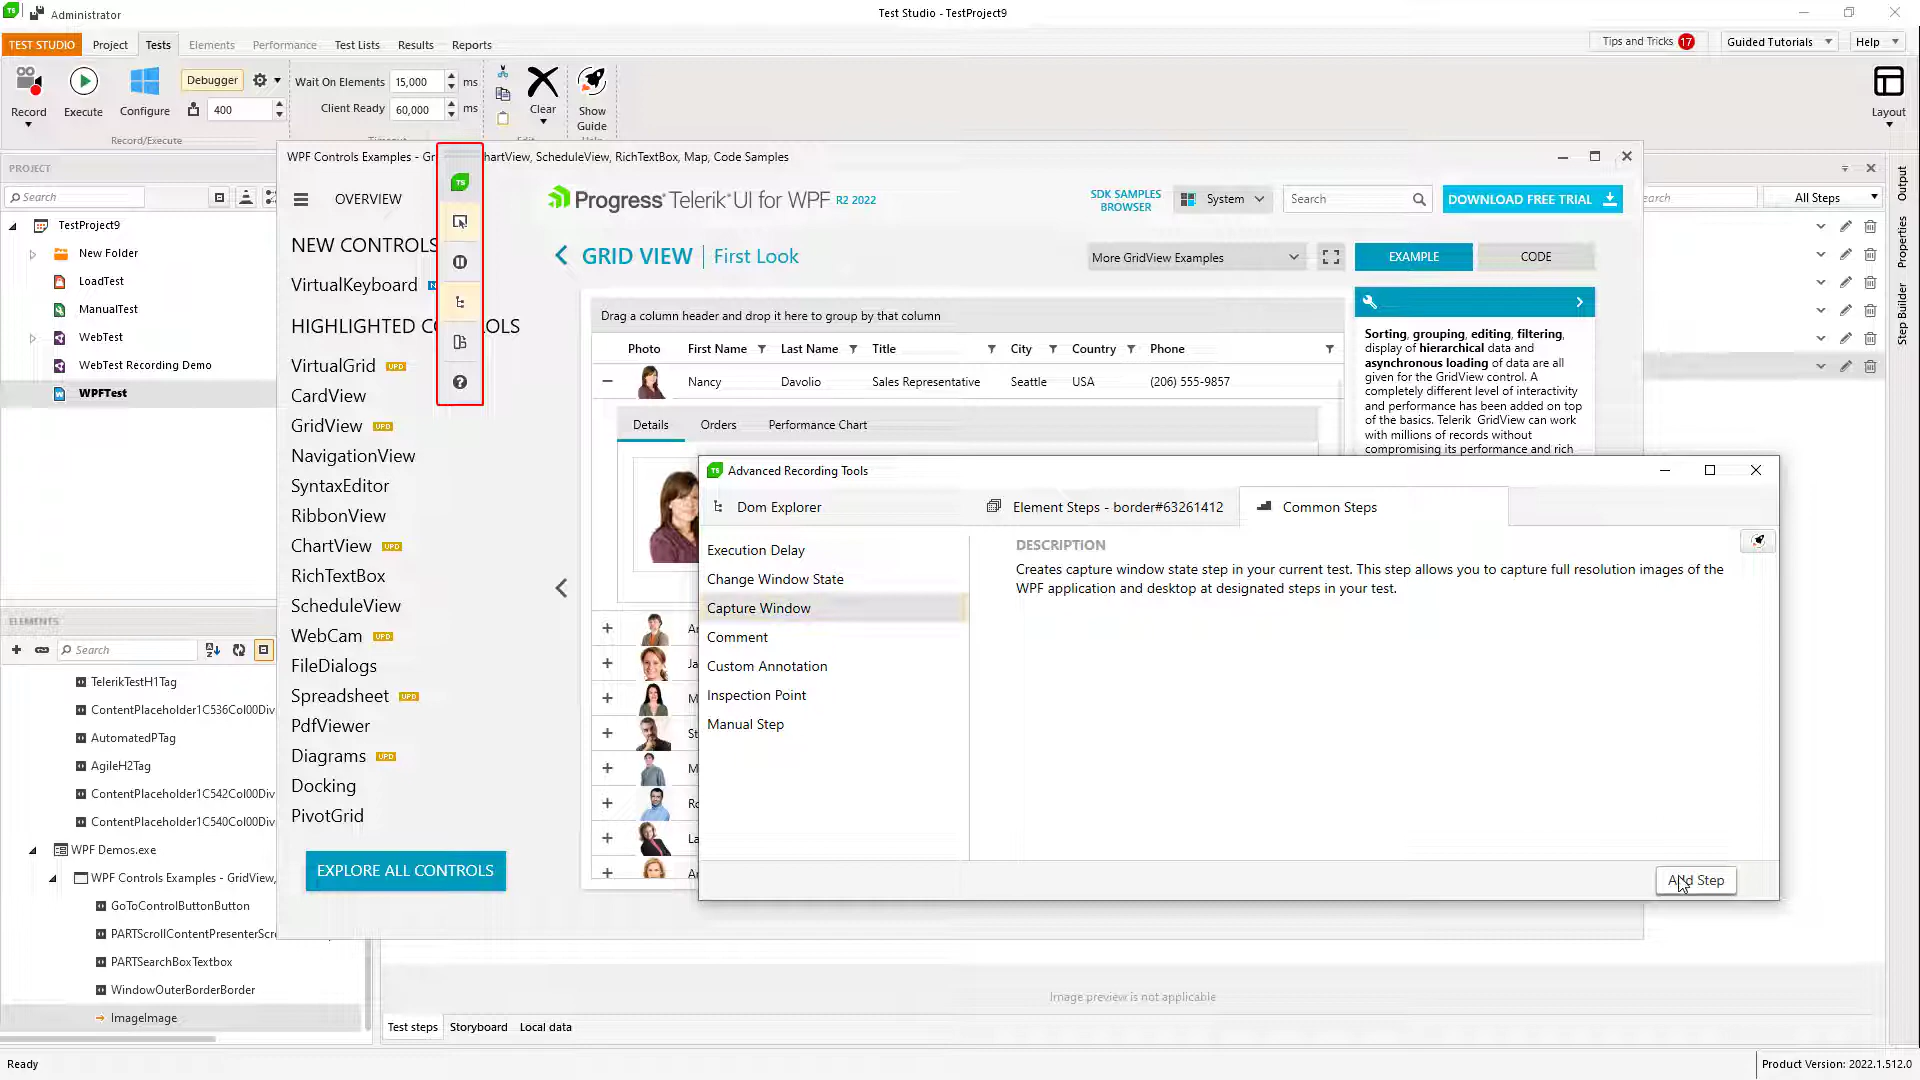 Administrator
Test Studio - TestProject9
TEST STUDIO
Project
Tests
Elements
Performance
Test Lists
Results
Reports
Tips and Tricks 17
Guided Tutorials
Help
Record
Execute
Configure
Debugger
400
Record/Execute
Wait On Elements 15,000 ms
Client Ready 60,000 ms
Clear
Show
Guide
Layout
PROJECT
Search
TestProject9
New Folder
LoadTest
ManualTest
WebTest
WebTest Recording Demo
WPFTest
ELEMENTS
Search
TelerikTestH1Tag
ContentPlaceholder1C536Col00Div
AutomatedPTag
AgileH2Tag
ContentPlaceholder1C542Col00Div
ContentPlaceholder1C540Col00Div
WPF Demos.exe
WPF Controls Examples - GridView,
GoToControlButtonButton
PARTScrollContentPresenterScr
PARTSearchBoxTextbox
WindowOuterBorderBorder
ImageImage
WPF Controls Examples - Gr
hartView, ScheduleView, RichTextBox, Map, Code Samples
OVERVIEW
TS
NEW CONTROLS
VirtualKeyboard
HIGHLIGHTED C
OLS
VirtualGrid UPD
CardView
GridView UPD
NavigationView
SyntaxEditor
RibbonView
ChartView UPD
RichTextBox
ScheduleView
WebCam UPD
FileDialogs
Spreadsheet UPD
PdfViewer
Diagrams UPD
Docking
PivotGrid
EXPLORE ALL CONTROLS
Progress Telerik UI for WPF R2 2022
SDK SAMPLES
BROWSER
System
Search
DOWNLOAD FREE TRIAL
GRID VIEW | First Look
More GridView Examples
EXAMPLE
CODE
Drag a column header and drop it here to group by that column
Photo First Name Last Name Title City Country Phone
Nancy Davolio Sales Representative Seattle USA (206) 555-9857
Details
Orders
Performance Chart
Sorting, grouping, editing, filtering,
display of hierarchical data and
asynchronous loading of data are all
given for the GridView control. A
completely different level of interactivity
and performance has been added on top
of the basics. Telerik GridView can work
with millions of records without
compromising its performance and rich
Advanced Recording Tools
Dom Explorer
Element Steps - border#63261412
Common Steps
Execution Delay
Change Window State
Capture Window
Comment
Custom Annotation
Inspection Point
Manual Step
DESCRIPTION
Creates capture window state step in your current test. This step allows you to capture full resolution images of the
WPF application and desktop at designated steps in your test.
Add Step
earch
All Steps
Output
Properties
Step Builder
Image preview is not applicable
Test steps
Storyboard
Local data
Ready
Product Version: 2022.1.512.0